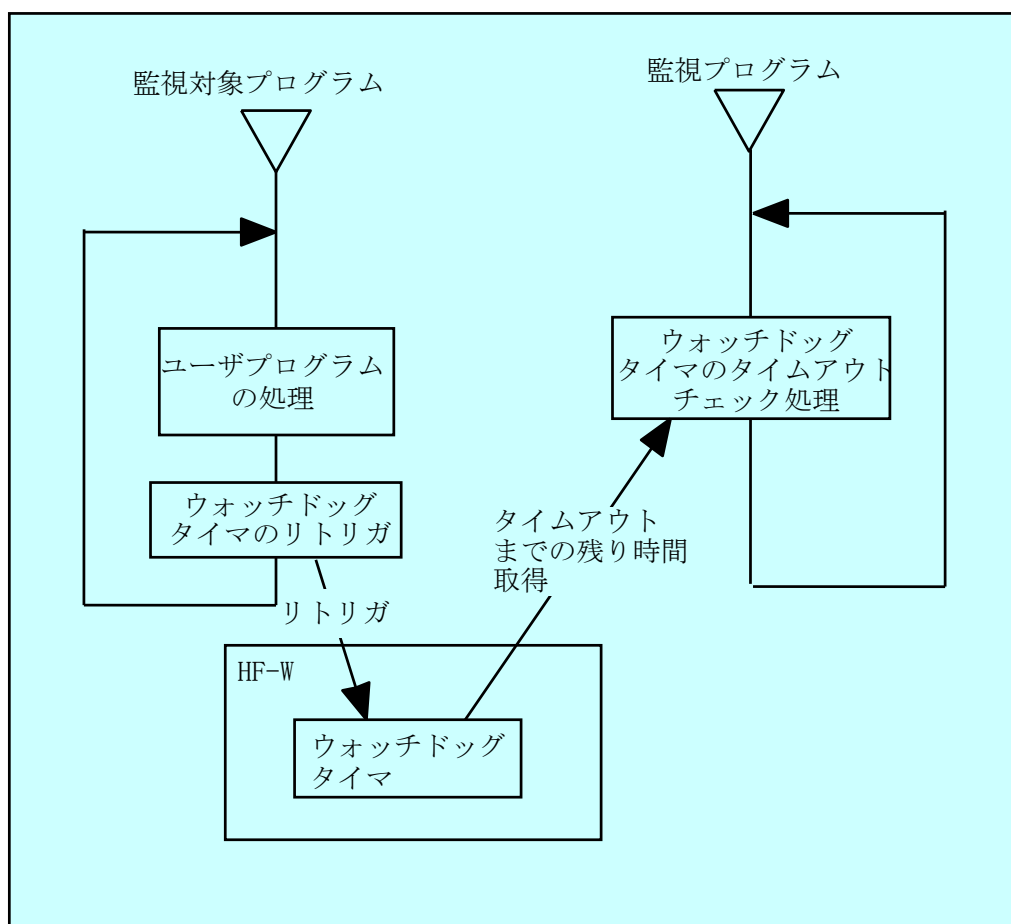 監視対象プログラム
監視プログラム
ユーザプログラム
の処理
ウォッチドッグ
タイマのリトリガ
リトリガ
ウォッチドッグ
タイマのタイムアウト
チェック処理
タイムアウト
までの残り時間
取得
HF-W
ウォッチドッグ
タイマ